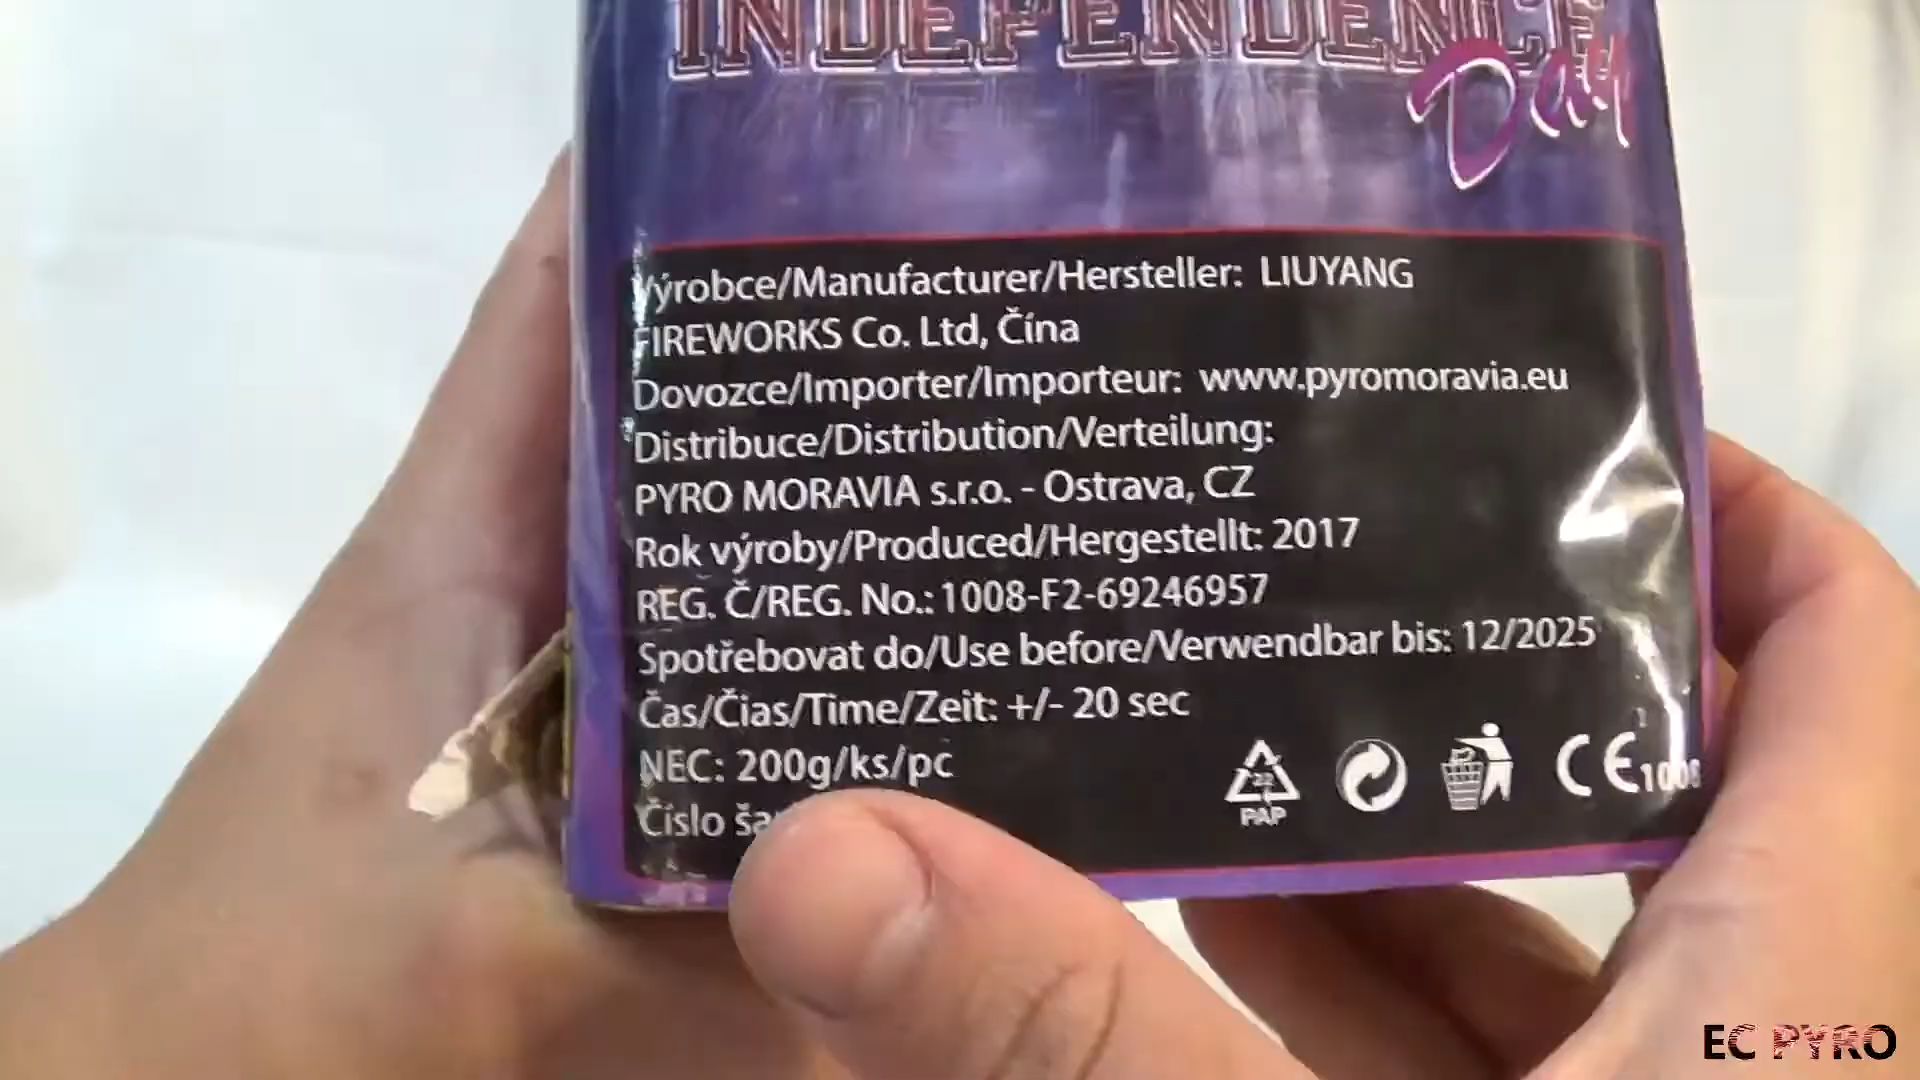 INDEPENDENCE
Day
Výrobce/Manufacturer/Hersteller: LIUYANG
FIREWORKS Co. Ltd, Čína
Dovozce/Importer/Importeur: www.pyromoravia.eu
Distribuce/Distribution/Verteilung:
PYRO MORAVIA s.r.o. - Ostrava, CZ
Rok výroby/Produced/Hergestellt: 2017
REG. Č/REG. No.: 1008-F2-69246957
Spotřebovat do/Use before/Verwendbar bis: 12/2025
Čas/Čias/Time/Zeit: +/- 20 sec
NEC: 200g/ks/pc
Číslo
22
PAP
CE 1008
EC PYRO